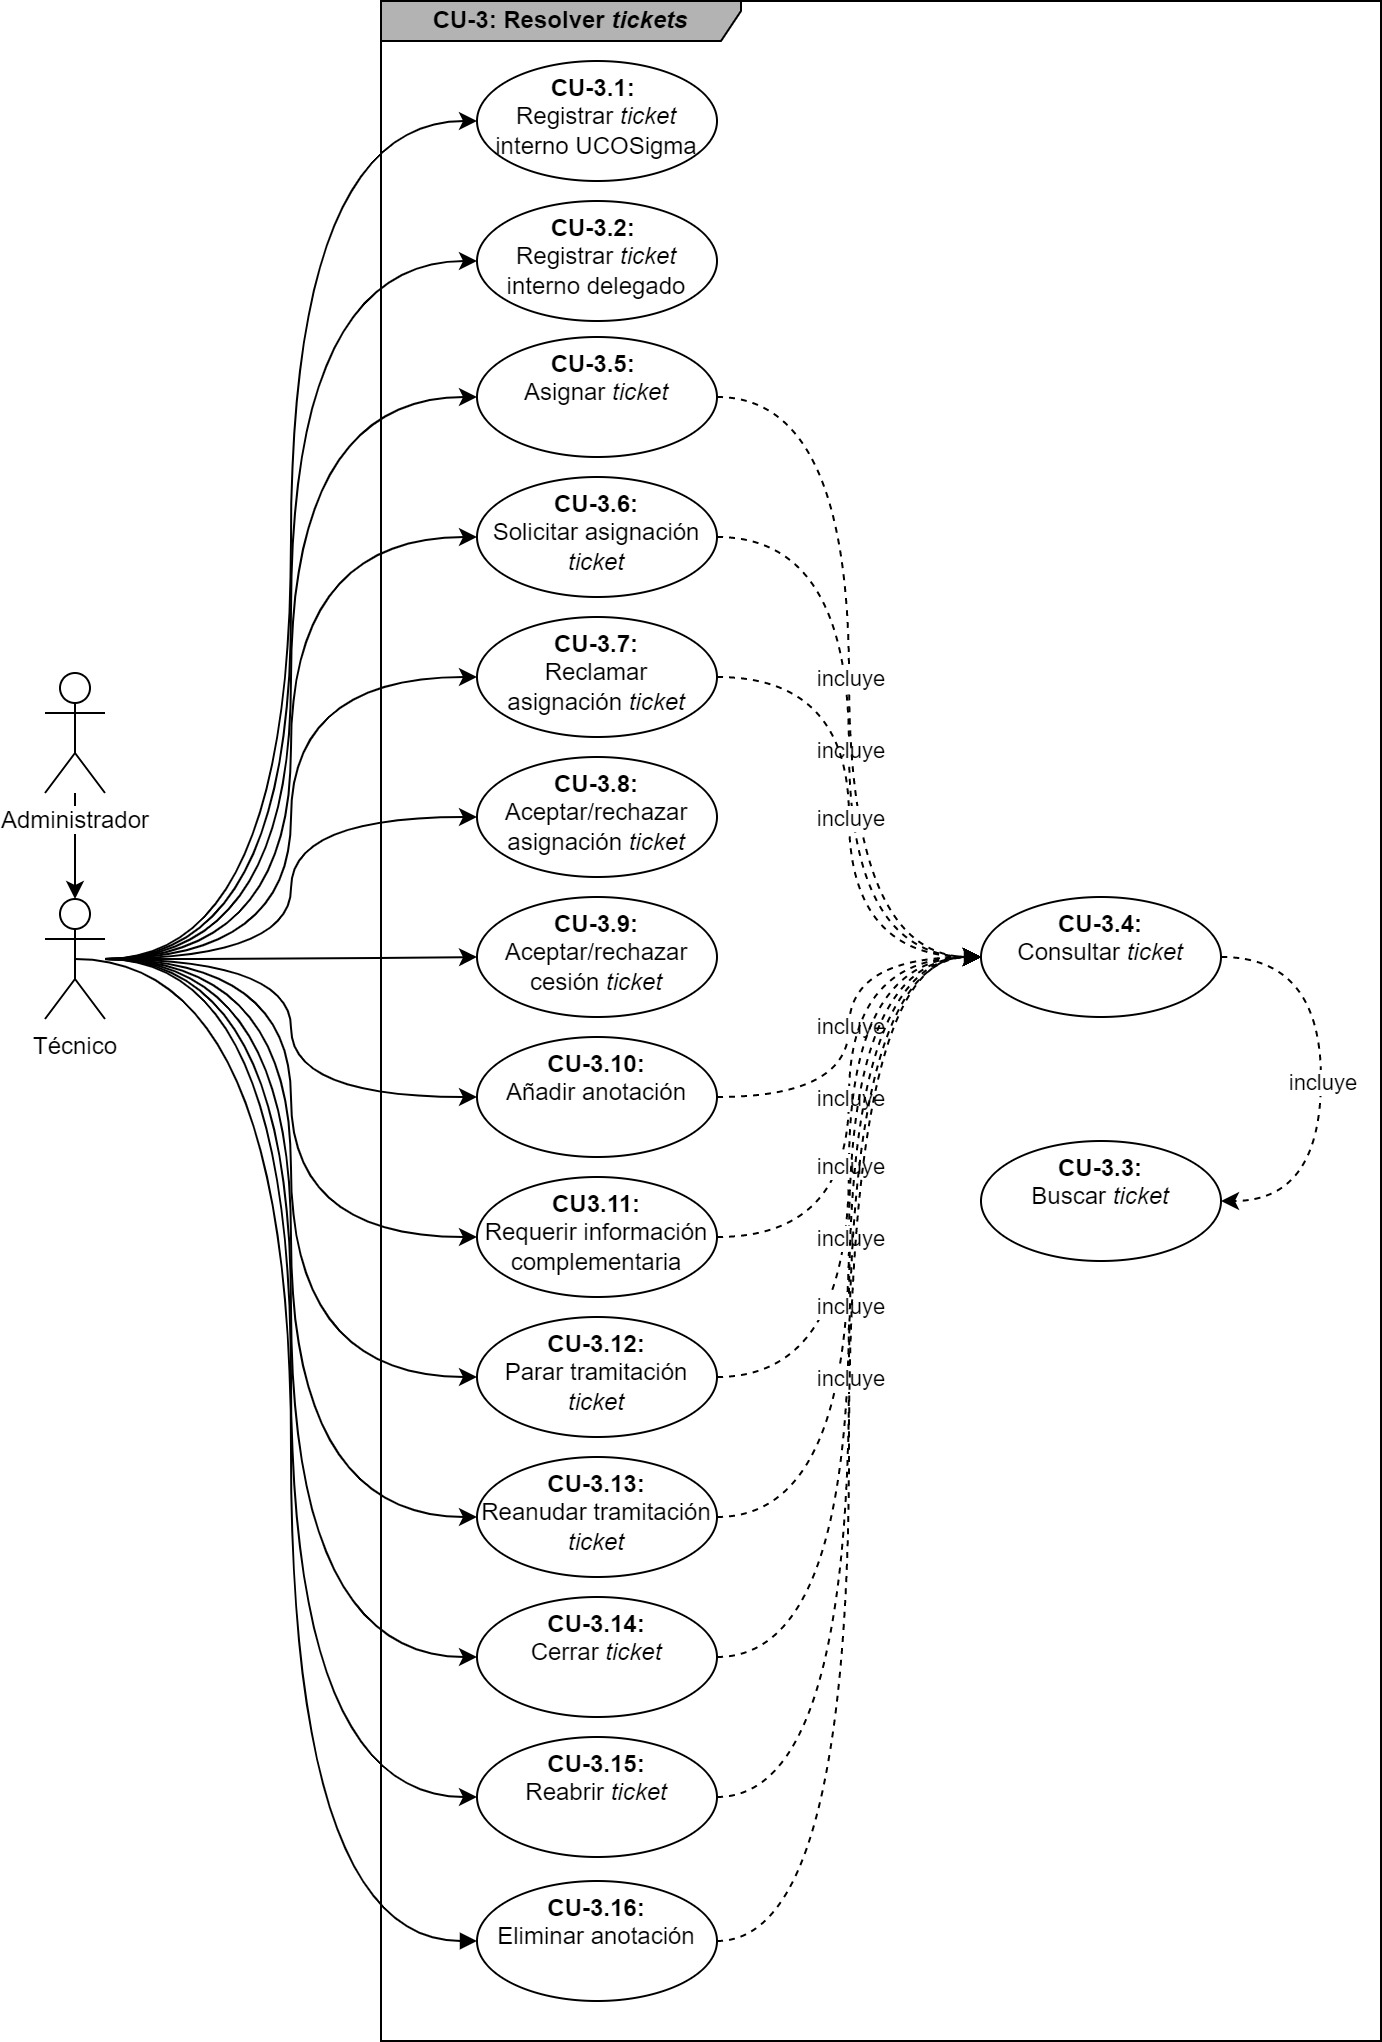 CU-3: Resolver tickets
CU-3.1:
Registrar ticket
interno UCOSigma
CU-3.2:
Registrar ticket
interno delegado
CU-3.5:
Asignar ticket
CU-3.6:
Solicitar asignación
ticket
CU-3.7:
Reclamar
asignación ticket
CU-3.8:
Aceptar/rechazar
asignación ticket
CU-3.9:
Aceptar/rechazar
cesión ticket
CU-3.10:
Añadir anotación
CU3.11:
Requerir información
complementaria
CU-3.12:
Parar tramitación
ticket
CU-3.13:
Reanudar tramitación
ticket
CU-3.14:
Cerrar ticket
CU-3.15:
Reabrir ticket
CU-3.16:
Eliminar anotación
Administrador
Técnico
incluye
incluye
incluye
incluye
incluye
incluye
incluye
incluye
incluye
CU-3.4:
Consultar ticket
incluye
CU-3.3:
Buscar ticket